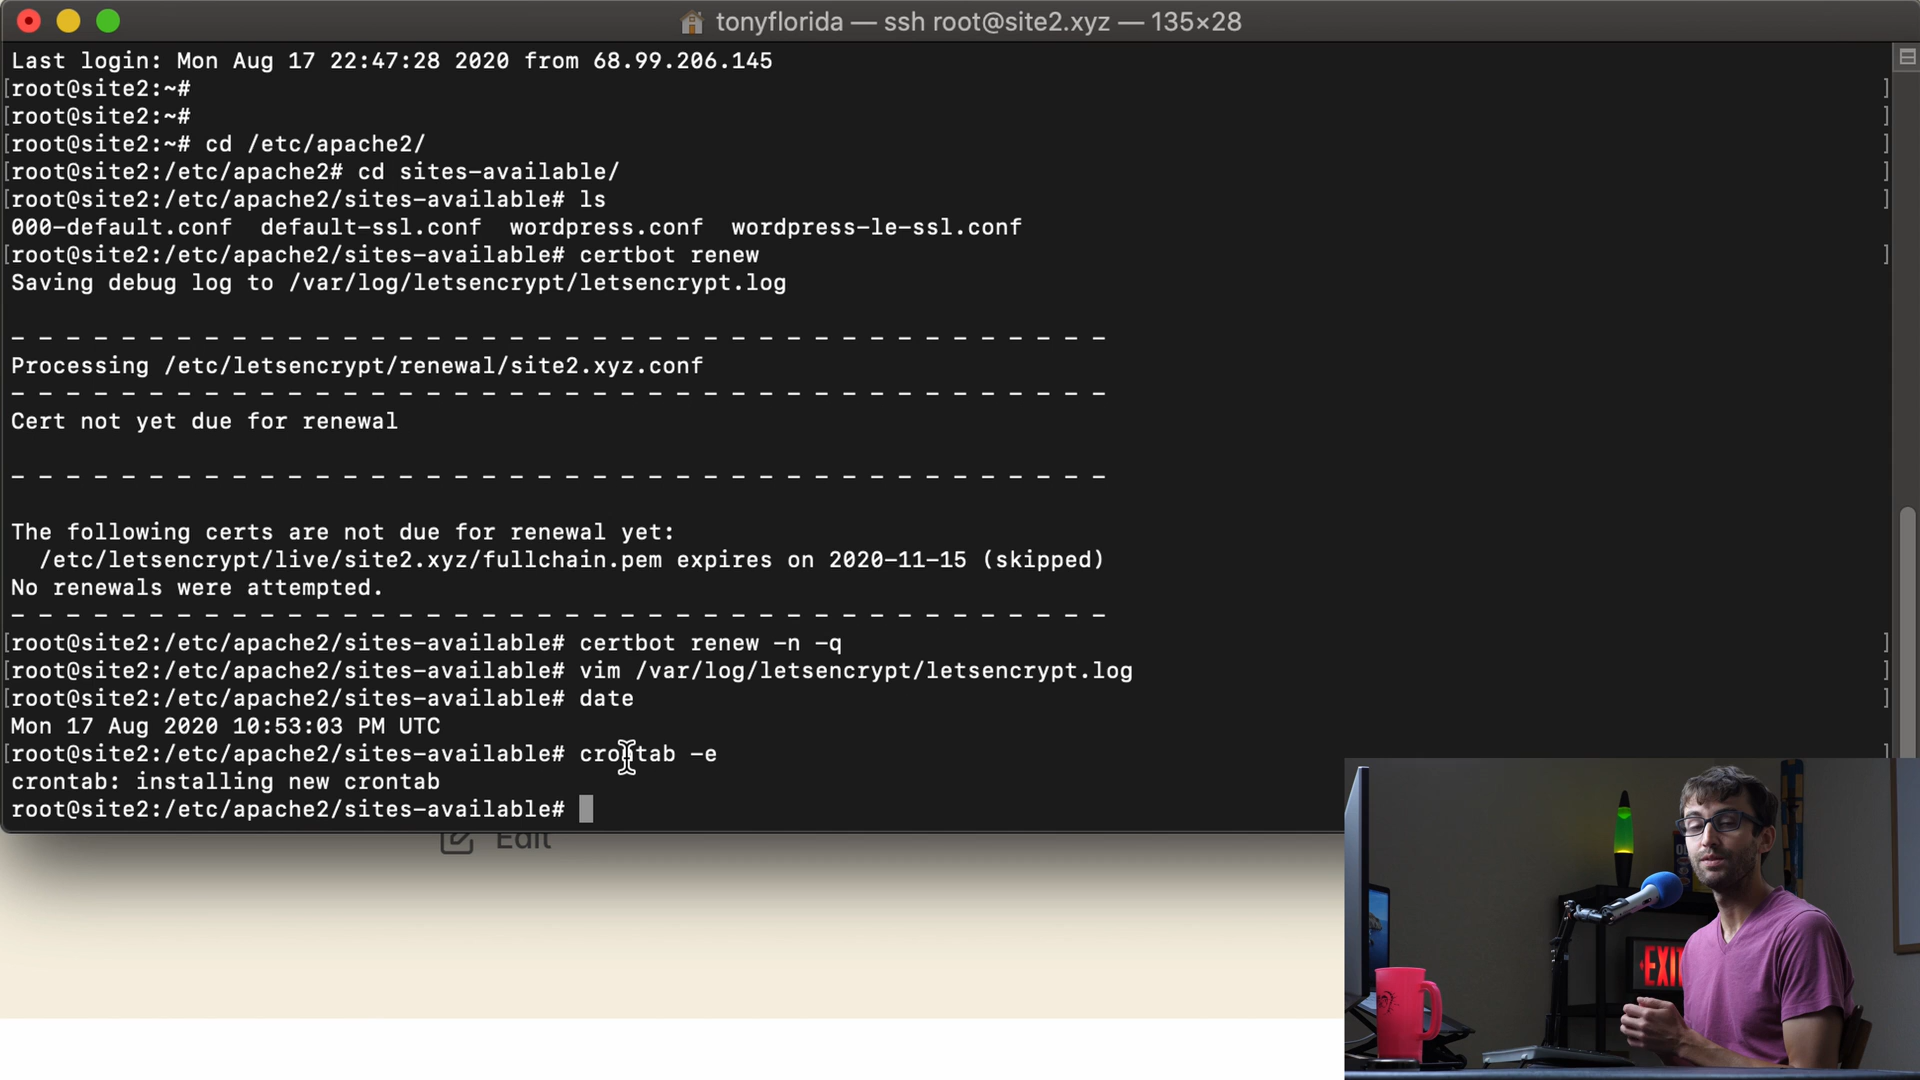 tonyflorida — ssh root@site2.xyz — 135×28
Last login: Mon Aug 17 22:47:28 2020 from 68.99.206.145
[root@site2:~# ]
[root@site2:~# ]
[root@site2:~# cd /etc/apache2/ ]
[root@site2:/etc/apache2# cd sites-available/ ]
[root@site2:/etc/apache2/sites-available# ls ]
000-default.conf  default-ssl.conf  wordpress.conf  wordpress-le-ssl.conf
[root@site2:/etc/apache2/sites-available# certbot renew ]
Saving debug log to /var/log/letsencrypt/letsencrypt.log
- - - - - - - - - - - - - - - - - - - - - - - - - - - - - - - - - - - - - - - -
Processing /etc/letsencrypt/renewal/site2.xyz.conf
- - - - - - - - - - - - - - - - - - - - - - - - - - - - - - - - - - - - - - - -
Cert not yet due for renewal
- - - - - - - - - - - - - - - - - - - - - - - - - - - - - - - - - - - - - - - -
The following certs are not due for renewal yet:
  /etc/letsencrypt/live/site2.xyz/fullchain.pem expires on 2020-11-15 (skipped)
No renewals were attempted.
- - - - - - - - - - - - - - - - - - - - - - - - - - - - - - - - - - - - - - - -
[root@site2:/etc/apache2/sites-available# certbot renew -n -q ]
[root@site2:/etc/apache2/sites-available# vim /var/log/letsencrypt/letsencrypt.log ]
[root@site2:/etc/apache2/sites-available# date ]
Mon 17 Aug 2020 10:53:03 PM UTC
[root@site2:/etc/apache2/sites-available# crontab -e ]
crontab: installing new crontab
root@site2:/etc/apache2/sites-available#
Edit
EXI